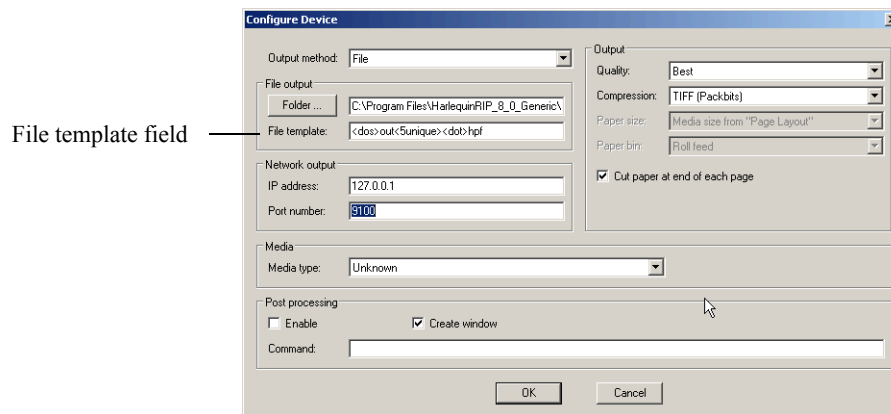 Configure Device
Output method: File
File output
Folder ... C:\Program Files\HarlequinRIP_8_0_Generic\
File template: <dos>out<5unique><dot>hpf
File template field
Network output
IP address: 127.0.0.1
Port number: 9100
Output
Quality: Best
Compression: TIFF (Packbits)
Paper size: Media size from "Page Layout"
Paper bin: Roll feed
Cut paper at end of each page
Media
Media type: Unknown
Post processing
Enable Create window
Command:
OK Cancel